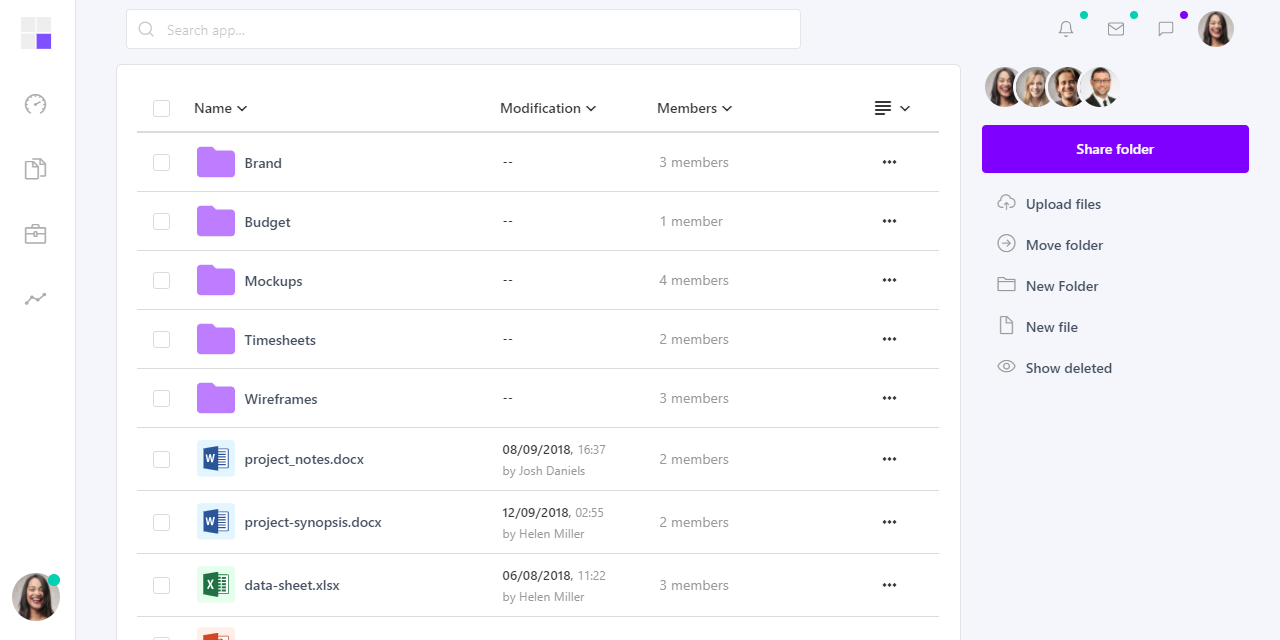 Search app...
Name
Modification
Members
Brand
--
3 members
Budget
--
1 member
Mockups
--
4 members
Timesheets
--
2 members
Wireframes
--
3 members
project_notes.docx
08/09/2018, 16:37
by Josh Daniels
2 members
project-synopsis.docx
12/09/2018, 02:55
by Helen Miller
2 members
data-sheet.xlsx
06/08/2018, 11:22
by Helen Miller
3 members
Share folder
Upload files
Move folder
New Folder
New file
Show deleted